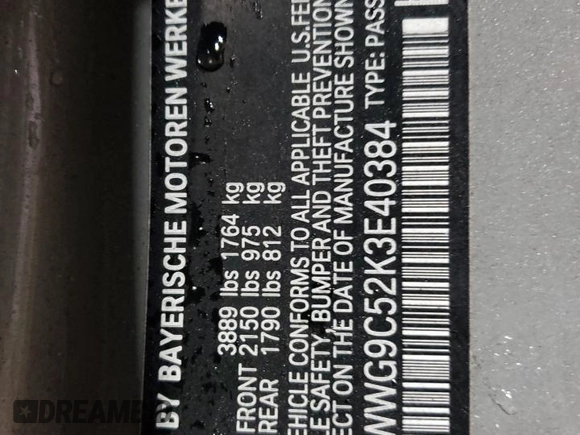 BY BAYERISCHE MOTOREN WERKE
3889 lbs 1764 kg
FRONT 2150 lbs 975 kg
REAR 1790 lbs 812 kg
VEHICLE CONFORMS TO ALL APPLICABLE U.S.FE
SAFETY, BUMPER AND THEFT PREVENTION
ON THE DATE OF MANUFACTURE SHOWN
WWG9C52K3E40384 TYPE: PASS
DREAMERB